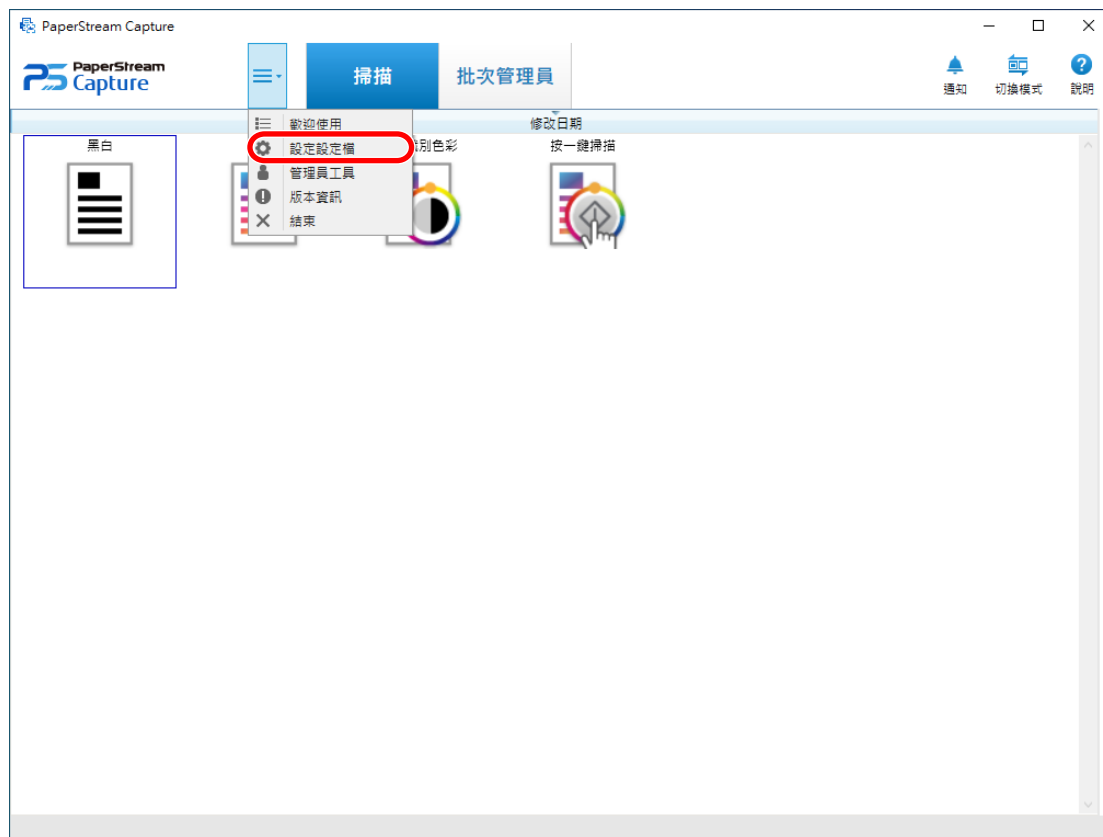 PaperStream Capture
PaperStream
Capture
掃描
批次管理員
通知
切換模式
說明
修改日期
歡迎使用
設定設定檔
管理員工具
版本資訊
結束
黑白
別色彩
按一鍵掃描